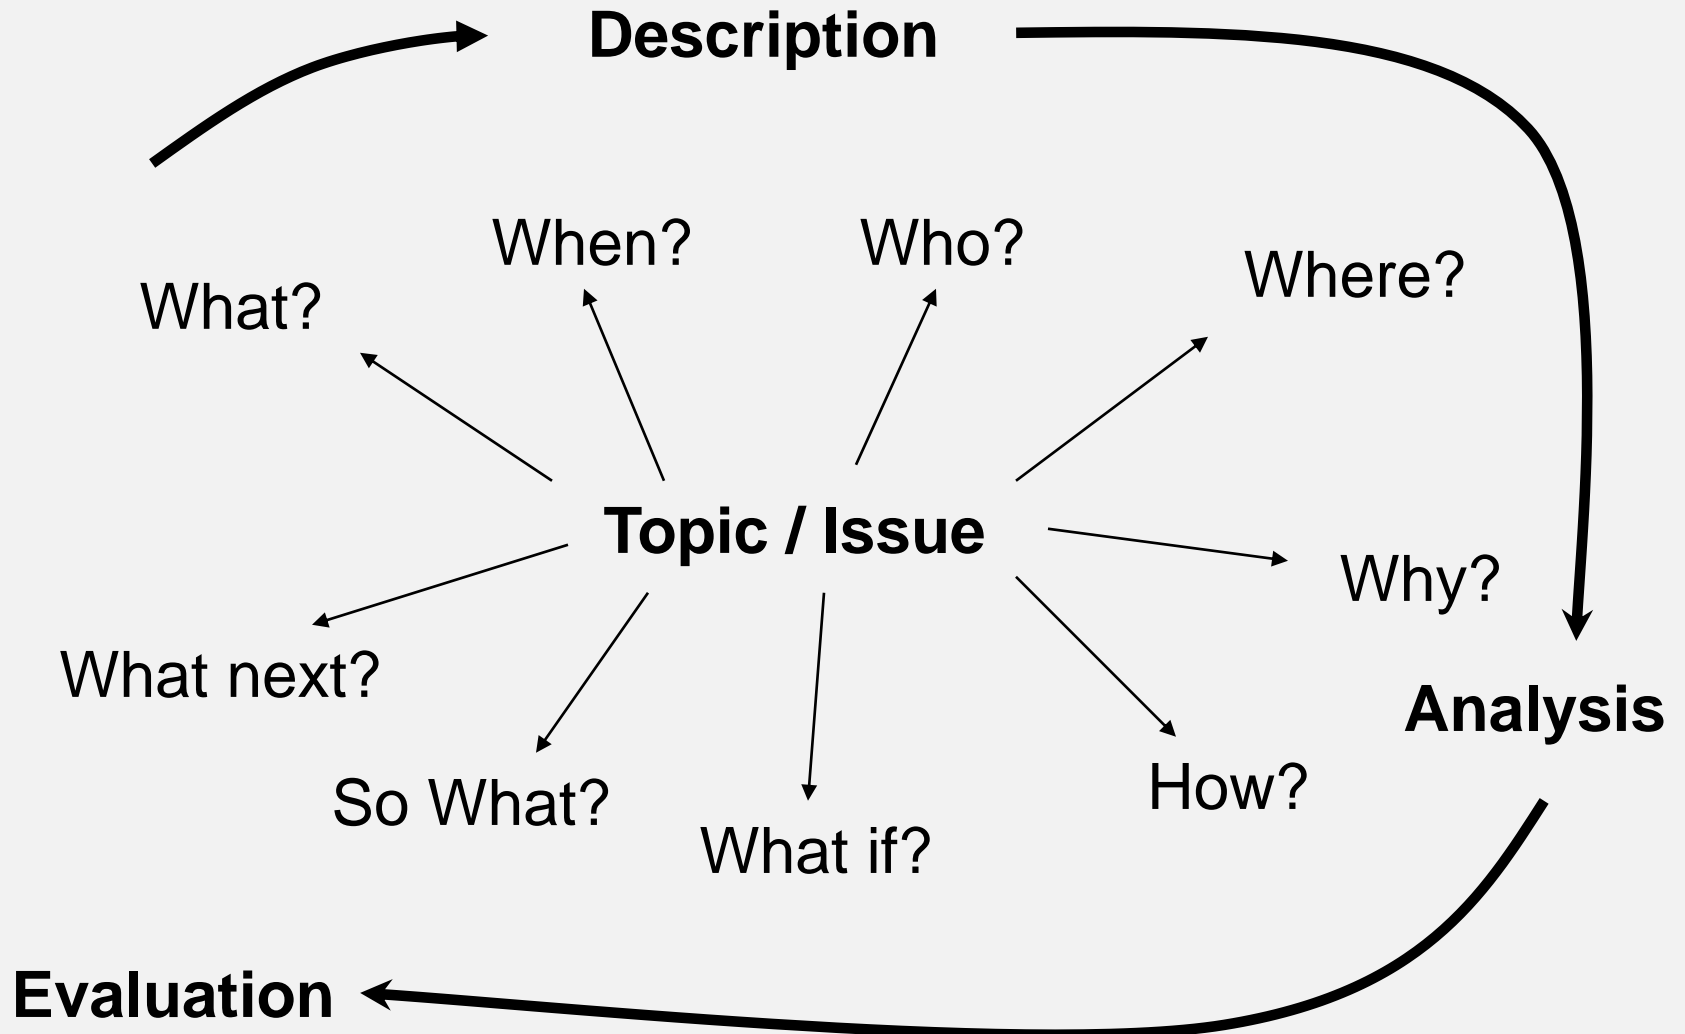 Description
When?
Who?
Where?
What?
Topic / Issue
Why?
What next?
Analysis
So What?
How?
What if?
Evaluation